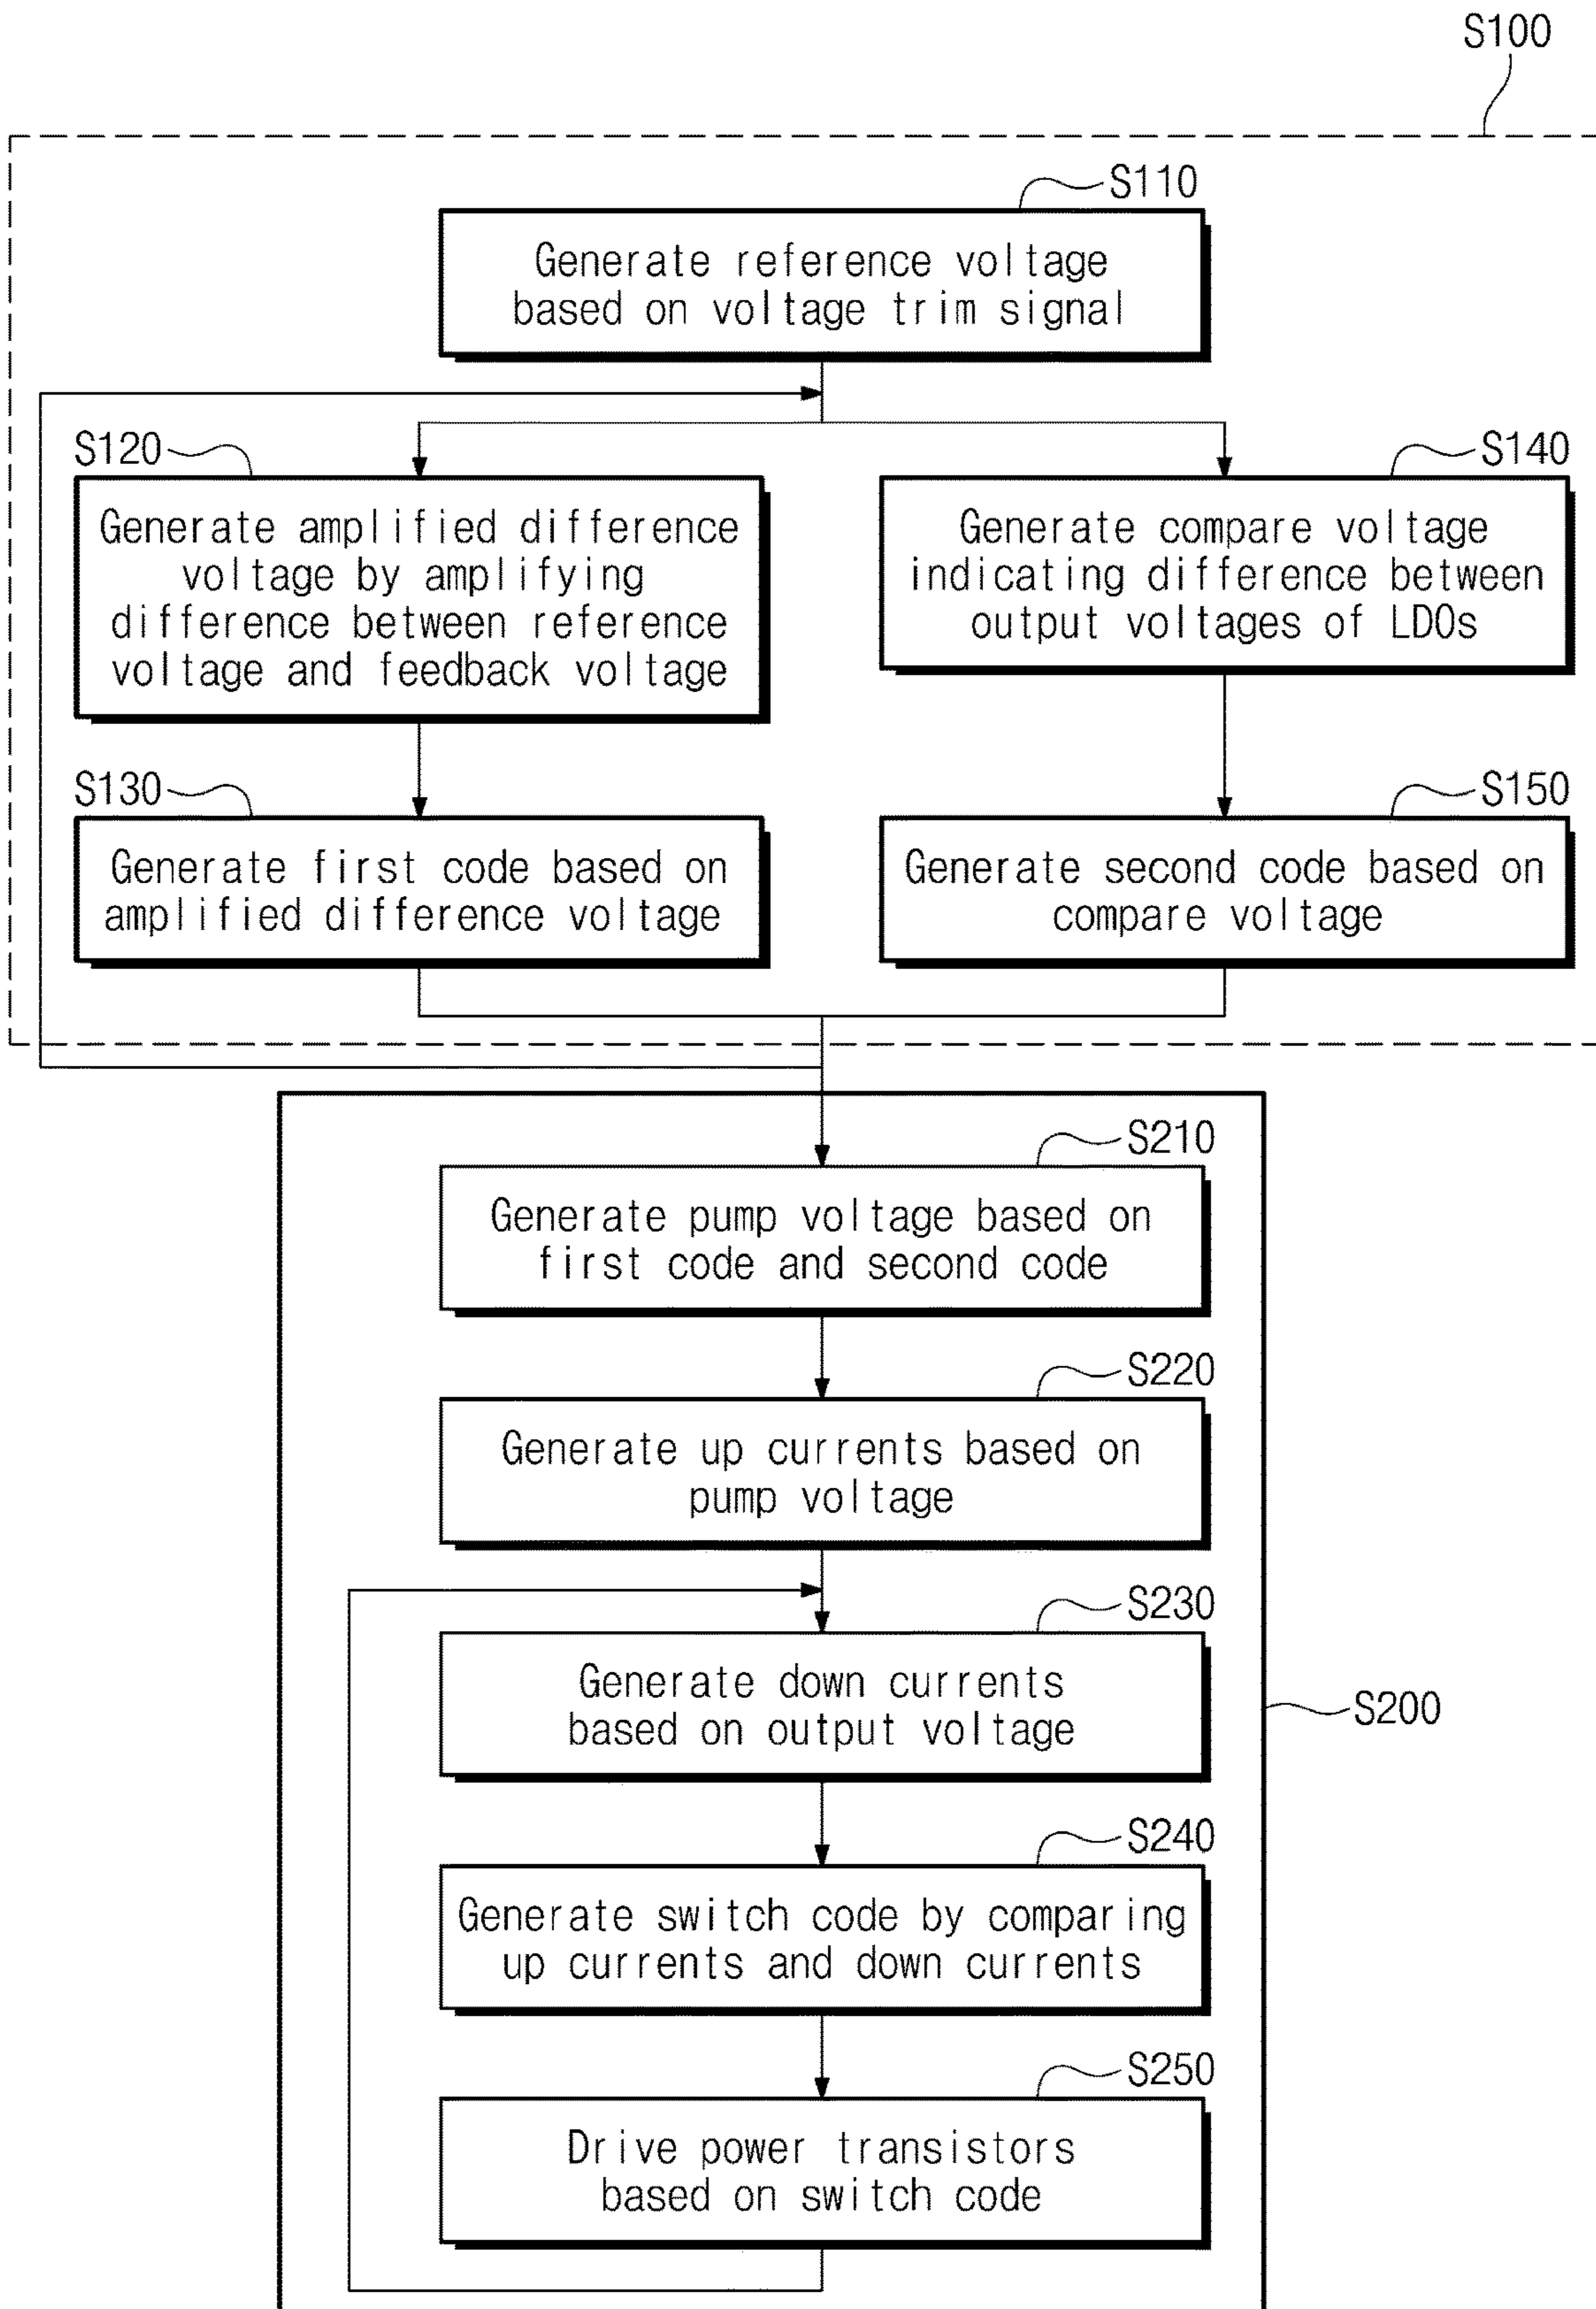 S100
S110
Generate reference voltage
based on voltage trim signal
S120
Generate amplified difference
voltage by amplifying
difference between reference
voltage and feedback voltage
S140
Generate compare voltage
indicating difference between
output voltages of LDOs
S130
Generate first code based on
amplified difference voltage
S150
Generate second code based on
compare voltage
S210
Generate pump voltage based on
first code and second code
S220
Generate up currents based on
pump voltage
S230
Generate down currents
based on output voltage
S200
S240
Generate switch code by comparing
up currents and down currents
S250
Drive power transistors
based on switch code